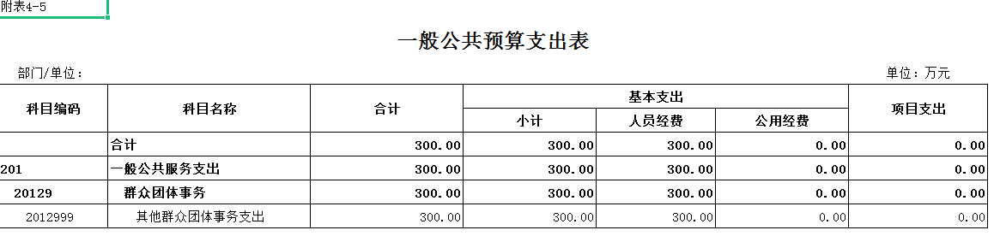 附表4-5
一般公共预算支出表
部门/单位: 单位: 万元
科目编码 科目名称 合计 基本支出 项目支出
小计 人员经费 公用经费
合计 300.00 300.00 300.00 0.00 0.00
201 一般公共服务支出 300.00 300.00 300.00 0.00 0.00
20129 群众团体事务 300.00 300.00 300.00 0.00 0.00
2012999 其他群众团体事务支出 300.00 300.00 300.00 0.00 0.00